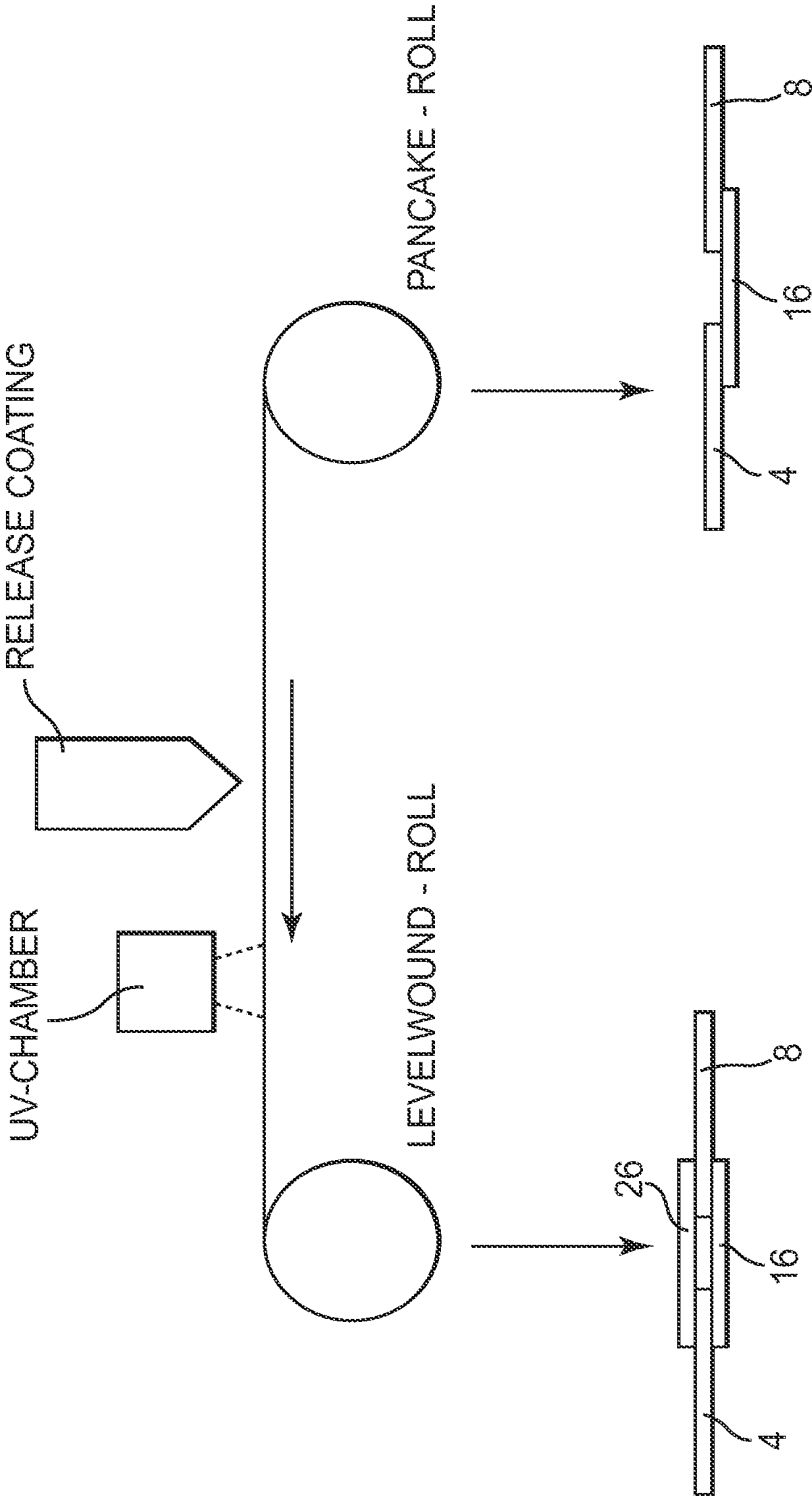 RELEASE COATING
UV-CHAMBER
PANCAKE - ROLL
LEVELWOUND - ROLL
8
16
4
26
8
16
4